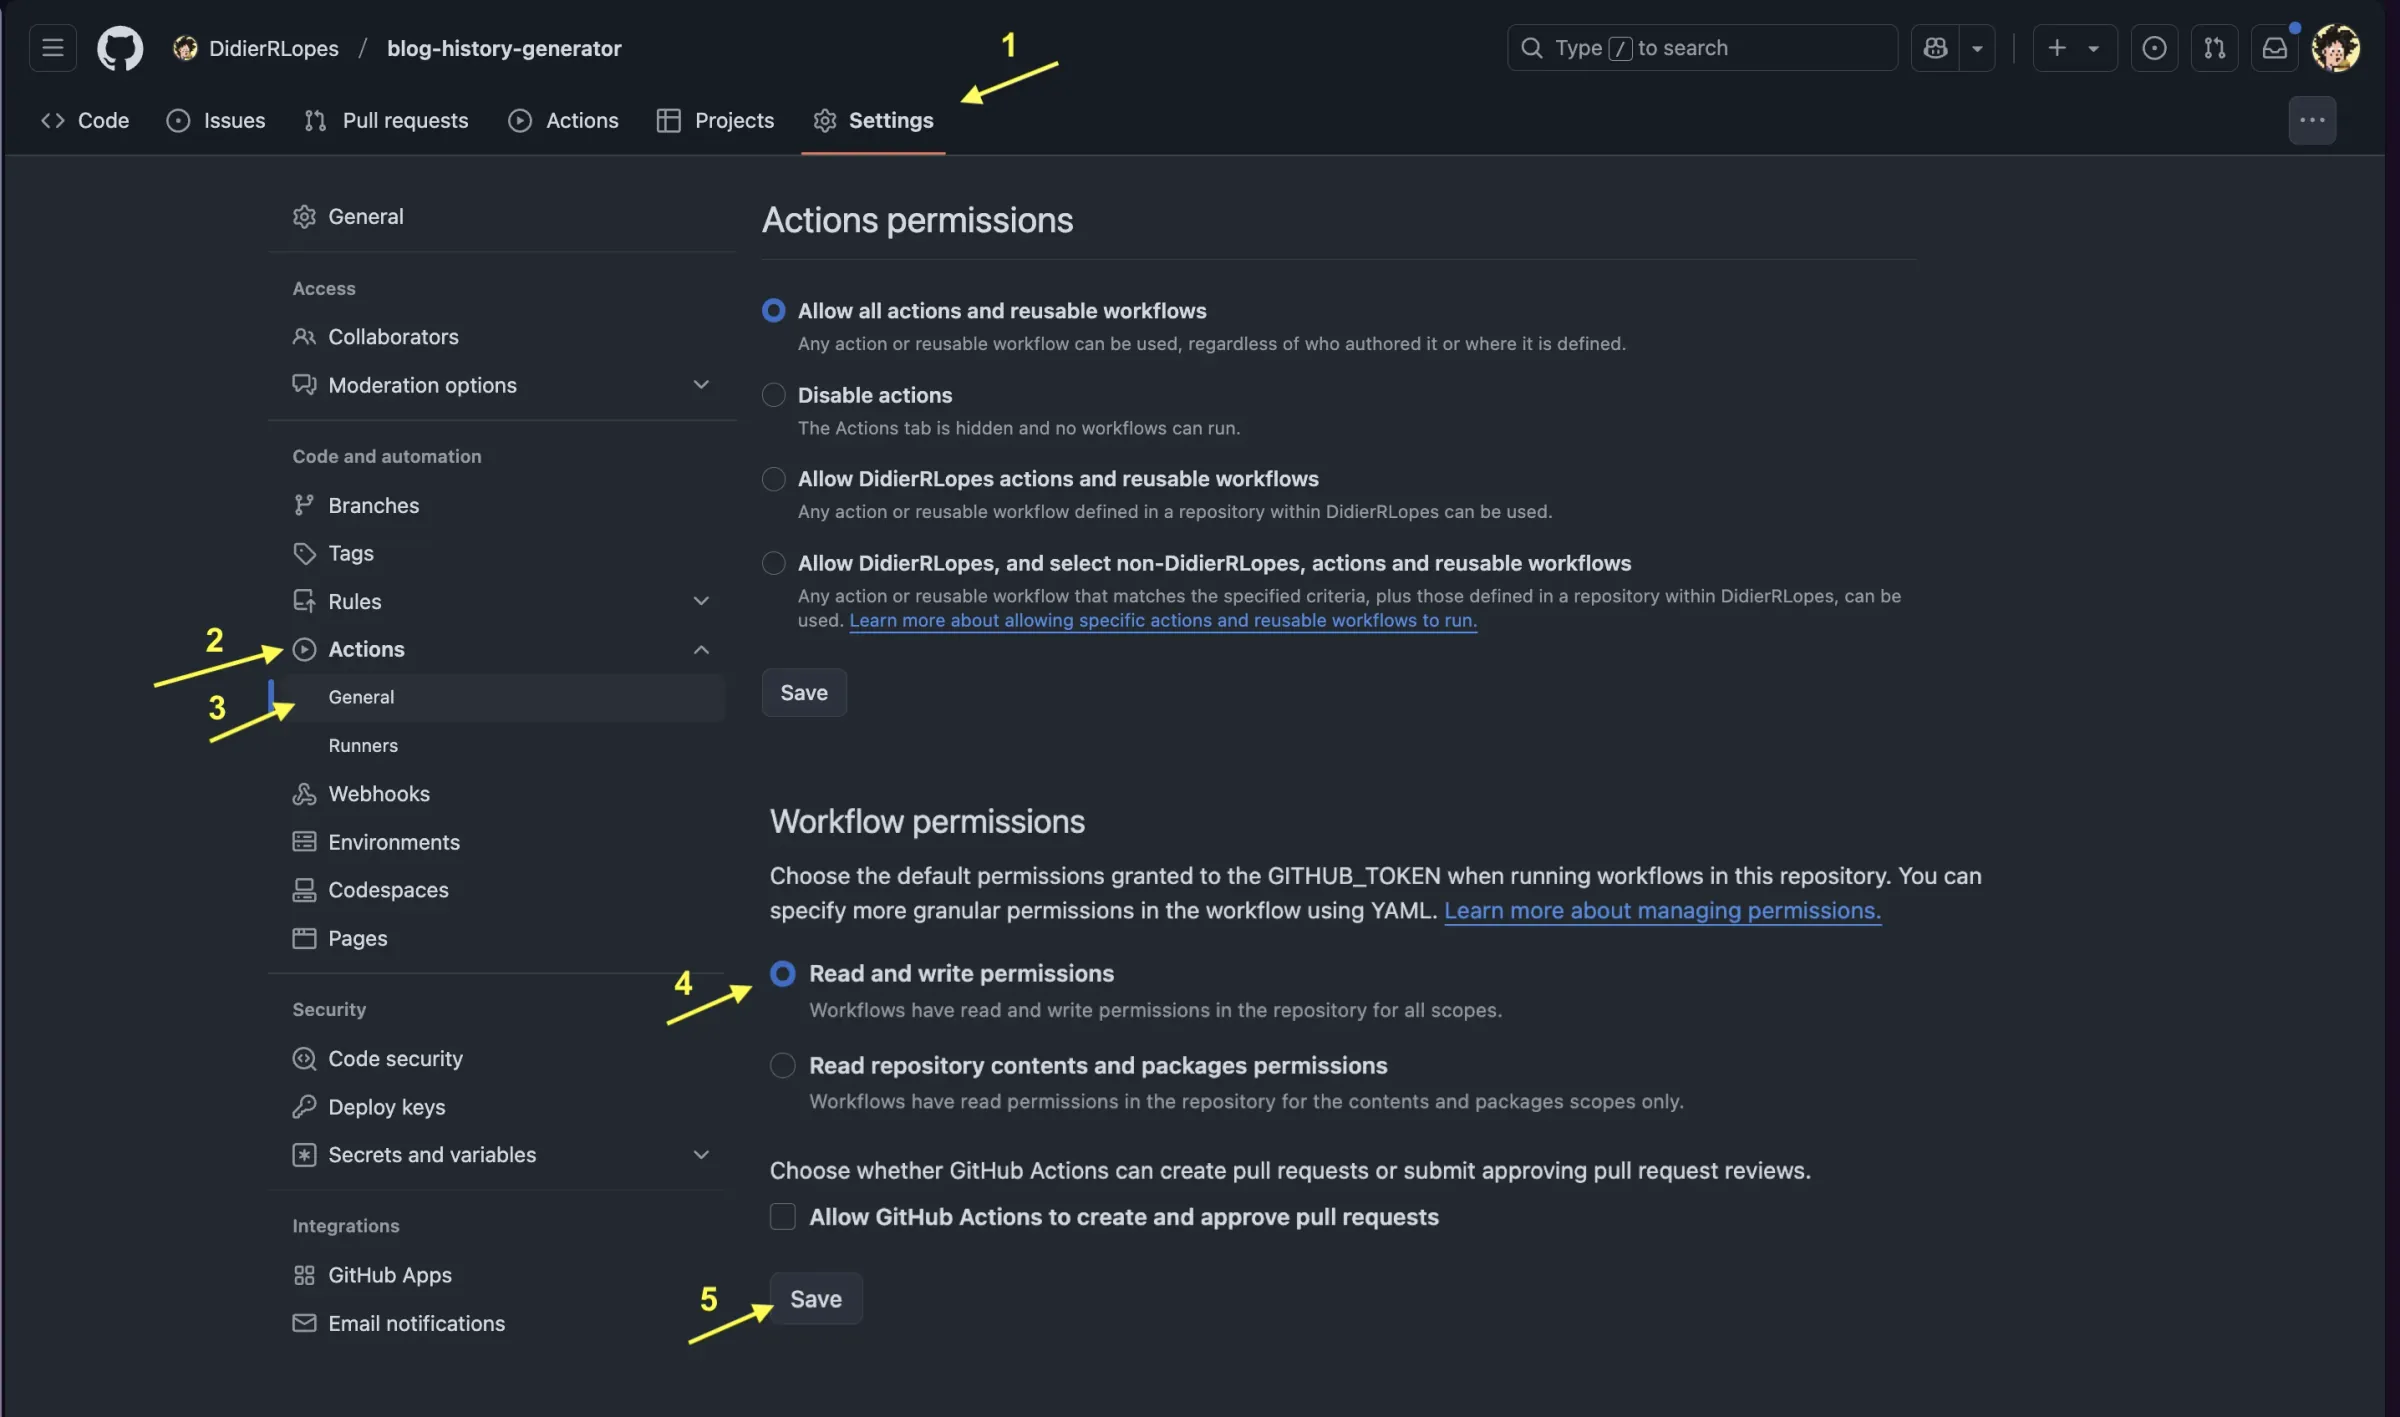 DidierRLopes / blog-history-generator
1
Type / to search
Code
Issues
Pull requests
Actions
Projects
Settings
General
Access
Collaborators
Moderation options
Code and automation
Branches
Tags
Rules
2
Actions
3
General
Runners
Webhooks
Environments
Codespaces
Pages
Security
Code security
Deploy keys
Secrets and variables
Integrations
GitHub Apps
Email notifications
Actions permissions
Allow all actions and reusable workflows
Any action or reusable workflow can be used, regardless of who authored it or where it is defined.
Disable actions
The Actions tab is hidden and no workflows can run.
Allow DidierRLopes actions and reusable workflows
Any action or reusable workflow defined in a repository within DidierRLopes can be used.
Allow DidierRLopes, and select non-DidierRLopes, actions and reusable workflows
Any action or reusable workflow that matches the specified criteria, plus those defined in a repository within DidierRLopes, can be
used. Learn more about allowing specific actions and reusable workflows to run.
Save
Workflow permissions
Choose the default permissions granted to the GITHUB_TOKEN when running workflows in this repository. You can
specify more granular permissions in the workflow using YAML. Learn more about managing permissions.
4
Read and write permissions
Workflows have read and write permissions in the repository for all scopes.
Read repository contents and packages permissions
Workflows have read permissions in the repository for the contents and packages scopes only.
Choose whether GitHub Actions can create pull requests or submit approving pull request reviews.
Allow GitHub Actions to create and approve pull requests
5
Save